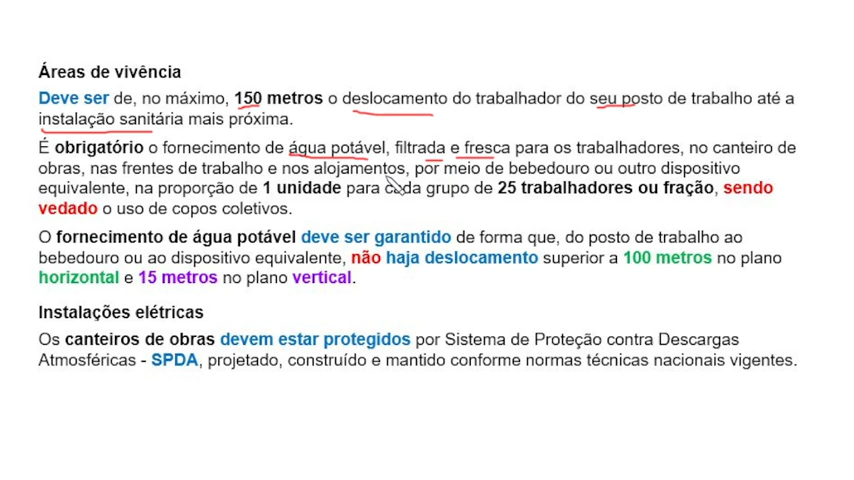 Áreas de vivência
Deve ser de, no máximo, 150 metros o deslocamento do trabalhador do seu posto de trabalho até a
instalação sanitária mais próxima.
É obrigatório o fornecimento de água potável, filtrada e fresca para os trabalhadores, no canteiro de
obras, nas frentes de trabalho e nos alojamentos, por meio de bebedouro ou outro dispositivo
equivalente, na proporção de 1 unidade para cada grupo de 25 trabalhadores ou fração, sendo
vedado o uso de copos coletivos.
O fornecimento de água potável deve ser garantido de forma que, do posto de trabalho ao
bebedouro ou ao dispositivo equivalente, não haja deslocamento superior a 100 metros no plano
horizontal e 15 metros no plano vertical.
Instalações elétricas
Os canteiros de obras devem estar protegidos por Sistema de Proteção contra Descargas
Atmosféricas - SPDA, projetado, construído e mantido conforme normas técnicas nacionais vigentes.